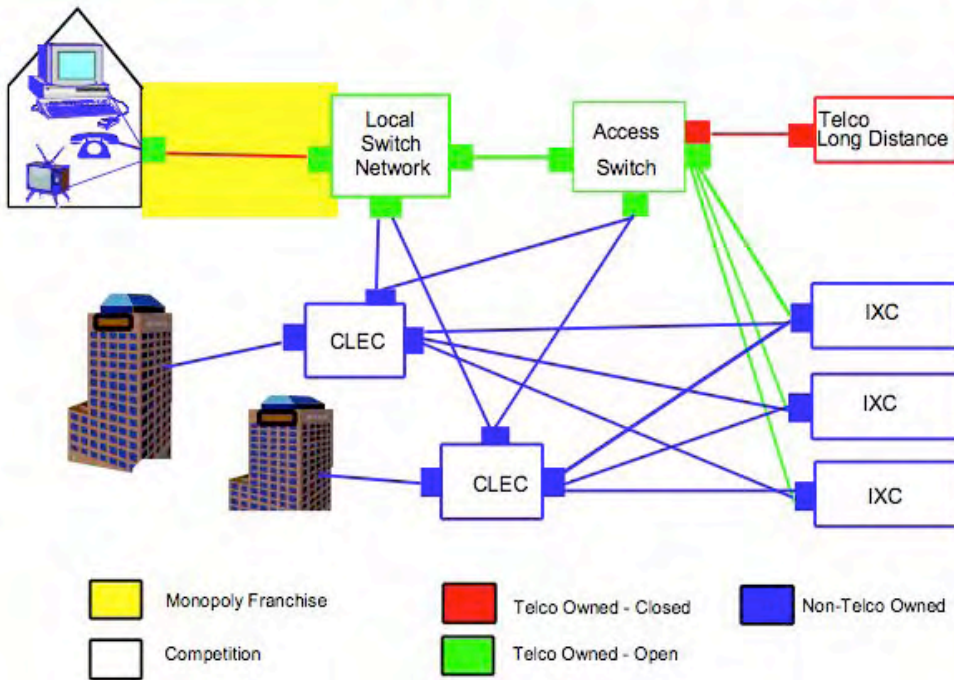 Local
Switch
Network
Access
Switch
Telco
Long Distance
CLEC
IXC
IXC
CLEC
IXC
Monopoly Franchise
Telco Owned - Closed
Non-Telco Owned
Competition
Telco Owned - Open